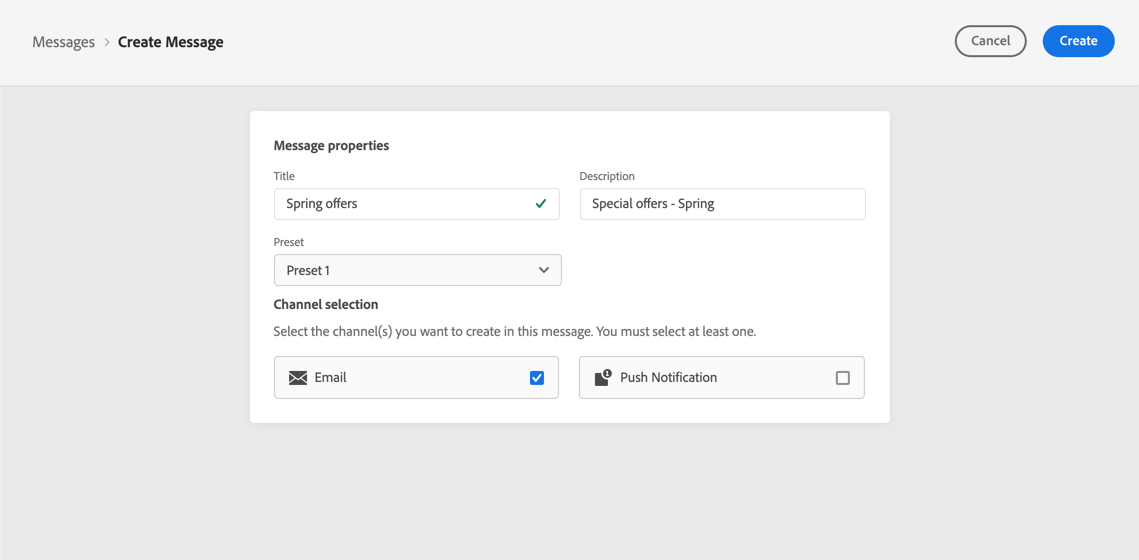 Messages > Create Message
Cancel
Create
Message properties
Title
Description
Spring offers
Special offers - Spring
Preset
Preset 1
Channel selection
Select the channel(s) you want to create in this message. You must select at least one.
Email
1
Push Notification